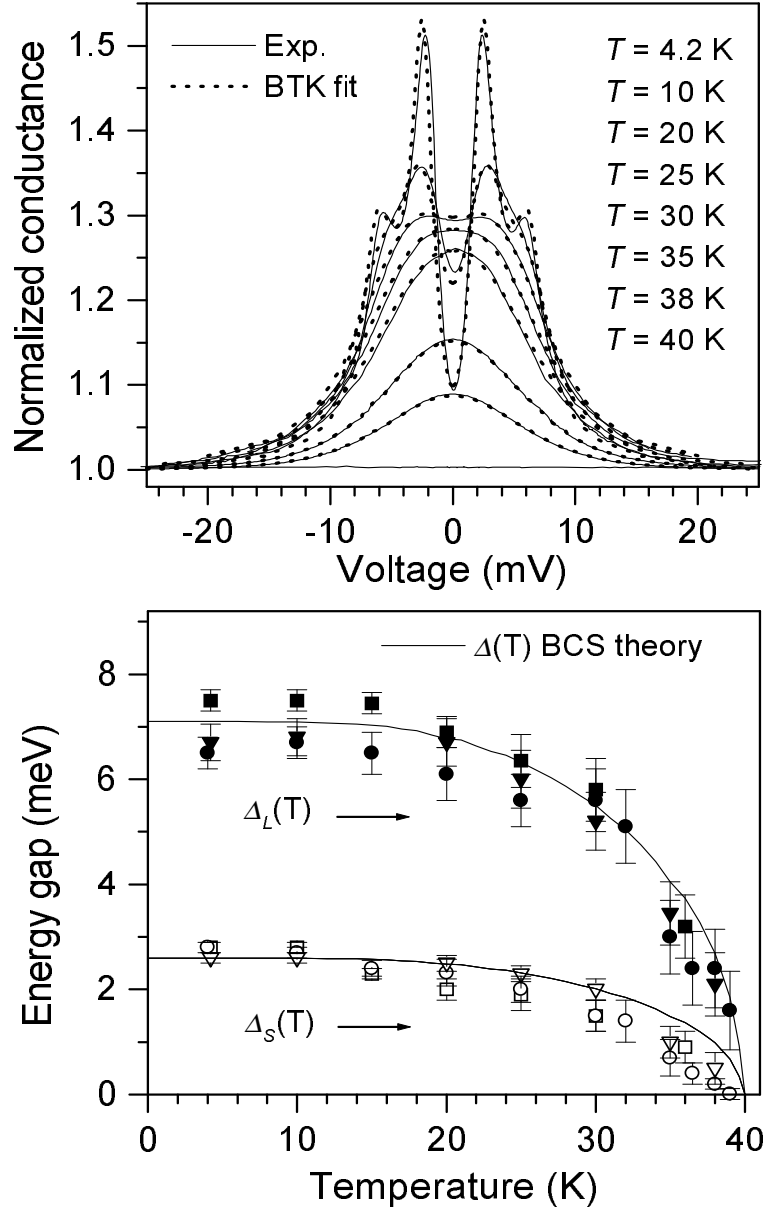 Exp.
BTK fit
T = 4.2 K
T = 10 K
T = 20 K
T = 25 K
T = 30 K
T = 35 K
T = 38 K
T = 40 K
Normalized conductance
1.5
1.4
1.3
1.2
1.1
1.0
-20 -10 0 10 20
Voltage (mV)
Δ(T) BCS theory
Energy gap (meV)
8
6
4
2
0
Δ_L(T)
Δ_S(T)
0 10 20 30 40
Temperature (K)